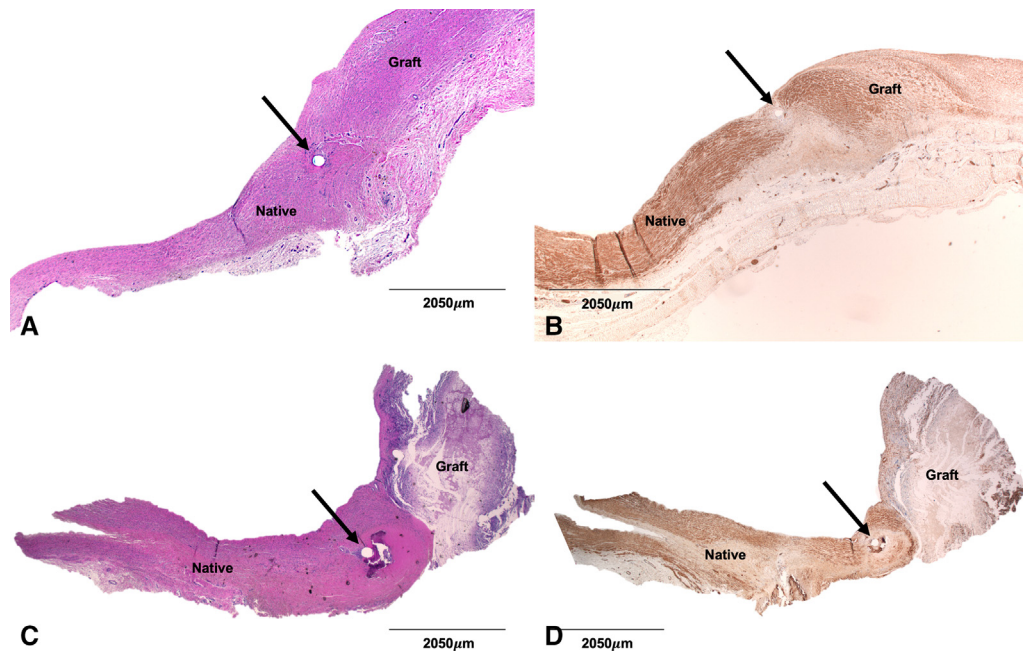 Graft
Native
2050μm
A
Graft
Native
2050μm
B
Graft
Native
2050μm
C
Graft
Native
2050μm
D